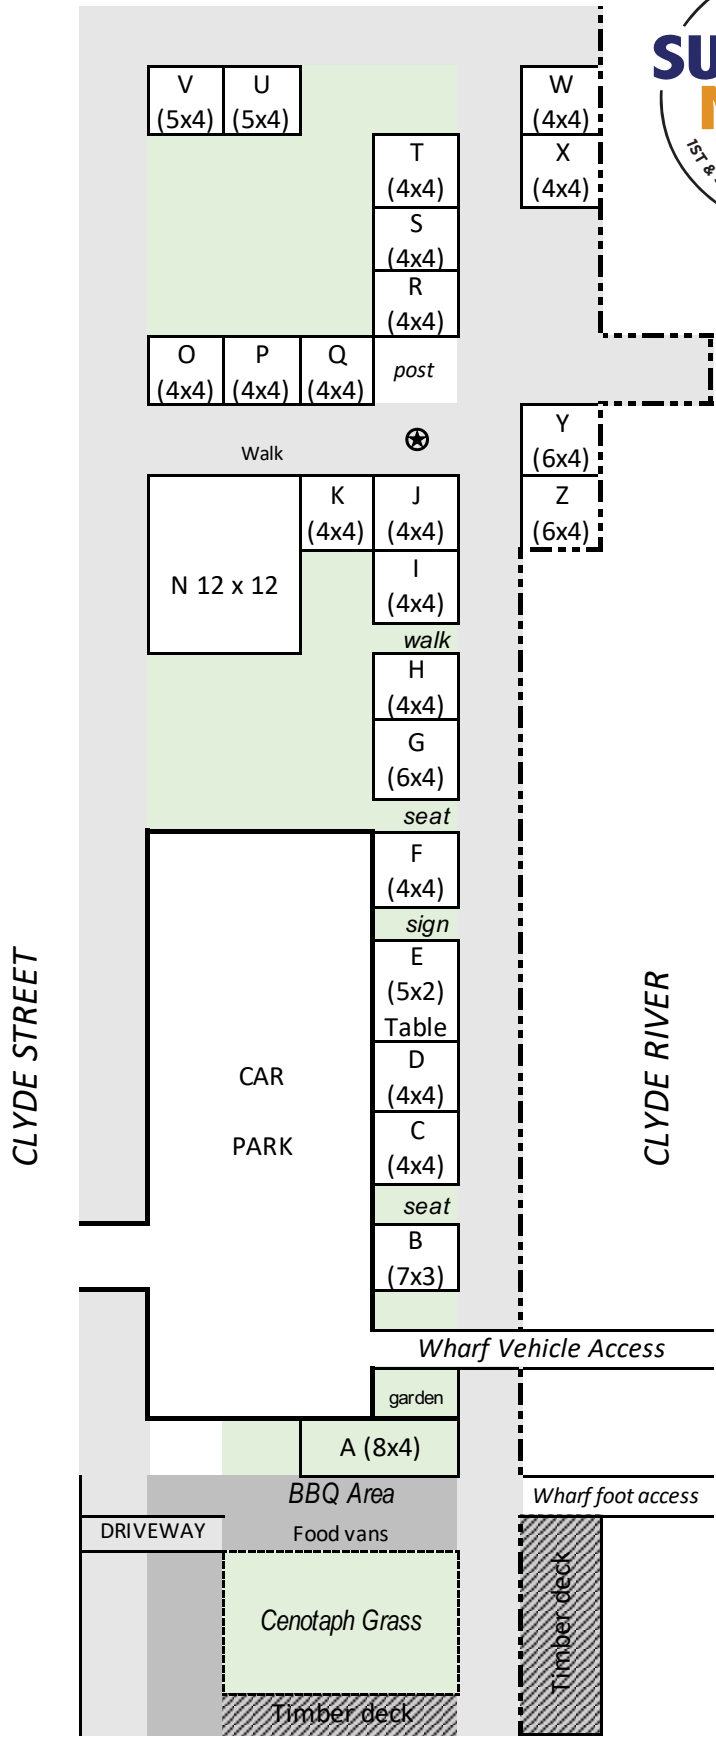 V
(5x4)
U
(5x4)
W
(4x4)
X
(4x4)
1ST &
T
(4x4)
S
(4x4)
R
(4x4)
O
(4x4)
P
(4x4)
Q
(4x4)
post
Walk
Y
(6x4)
Z
(6x4)
K
(4x4)
J
(4x4)
N 12 x 12
I
(4x4)
walk
H
(4x4)
G
(6x4)
seat
F
(4x4)
sign
E
(5x2)
Table
D
(4x4)
C
(4x4)
CAR
PARK
CLYDE STREET
CLYDE RIVER
seat
B
(7x3)
Wharf Vehicle Access
garden
A (8x4)
BBQ Area
Wharf foot access
DRIVEWAY
Food vans
Cenotaph Grass
Timber deck
Timber deck